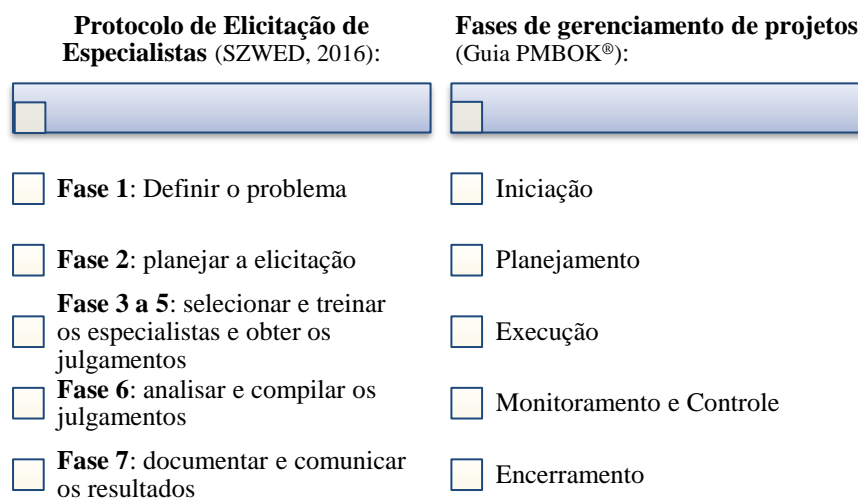 Protocolo de Elicitação de
Especialistas (SZWED, 2016):
Fase 1: Definir o problema
Fase 2: planejar a elicitação
Fase 3 a 5: selecionar e treinar
os especialistas e obter os
julgamentos
Fase 6: analisar e compilar os
julgamentos
Fase 7: documentar e comunicar
os resultados
Fases de gerenciamento de projetos
(Guia PMBOK®):
Iniciação
Planejamento
Execução
Monitoramento e Controle
Encerramento